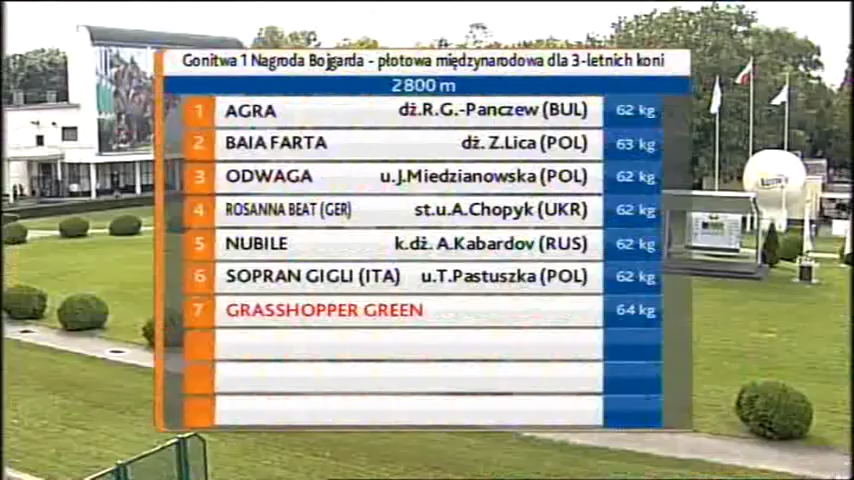 Gonitwa 1 Nagroda Bojgarda - płotowa międzynarodowa dla 3-letnich koni
2800 m
1 AGRA dż.R.G.-Panczew (BUL) 62 kg
2 BAIA FARTA dż. Z.Lica (POL) 63 kg
3 ODWAGA u.J.Miedzianowska (POL) 62 kg
4 ROSANNA BEAT (GER) st.u.A.Chopyk (UKR) 62 kg
5 NUBILE k.dż. A.Kabardov (RUS) 62 kg
6 SOPRAN GIGLI (ITA) u.T.Pastuszka (POL) 62 kg
7 GRASSHOPPER GREEN 64 kg